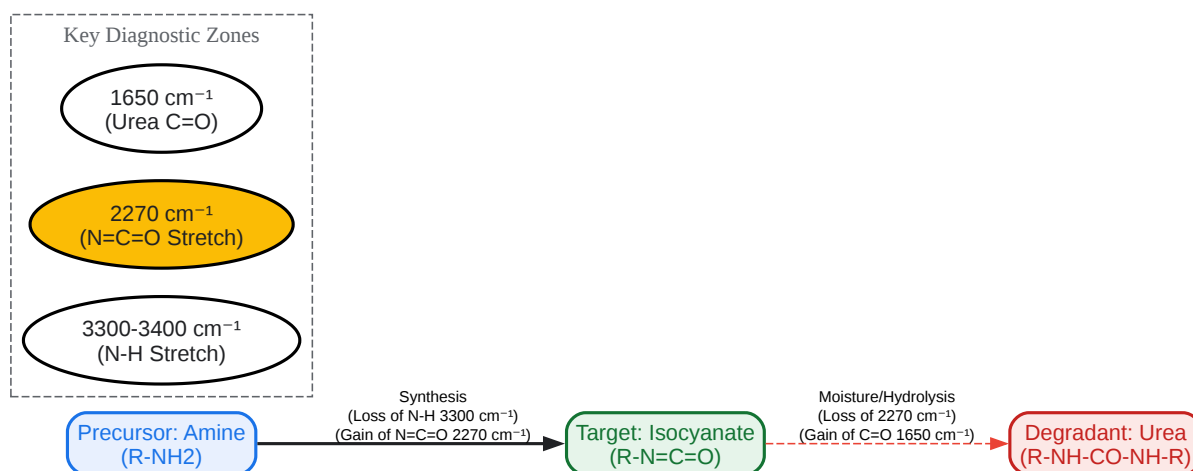 Key Diagnostic Zones
1650 cm⁻¹
(Urea C=O)
2270 cm⁻¹
(N=C=O Stretch)
3300-3400 cm⁻¹
(N-H Stretch)
Precursor: Amine
(R-NH2)
Synthesis
(Loss of N-H 3300 cm⁻¹)
(Gain of N=C=O 2270 cm⁻¹)
Target: Isocyanate
(R-N=C=O)
Moisture/Hydrolysis
(Loss of 2270 cm⁻¹)
(Gain of C=O 1650 cm⁻¹)
Degradant: Urea
(R-NH-CO-NH-R)